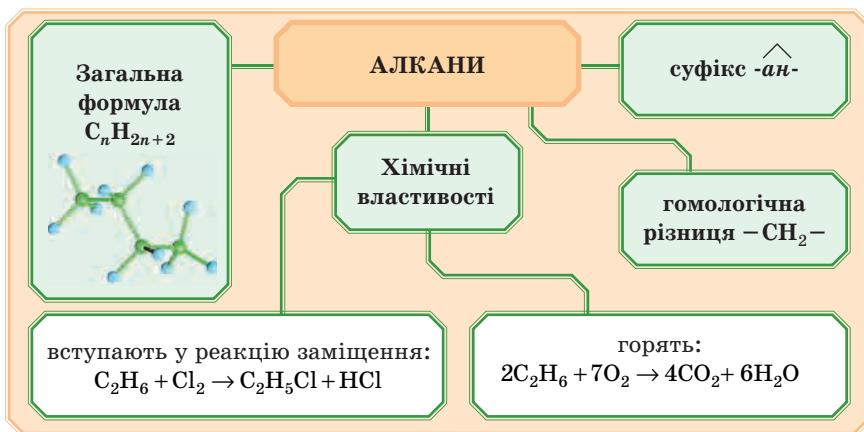 АЛКАНИ
Загальна
формула
CₙH₂ₙ₊₂
суфікс -ан-
Хімічні
властивості
гомологічна
різниця –CH₂–
вступають у реакцію заміщення:
C₂H₆ + Cl₂ → C₂H₅Cl + HCl
горять:
2C₂H₆ + 7O₂ → 4CO₂ + 6H₂O